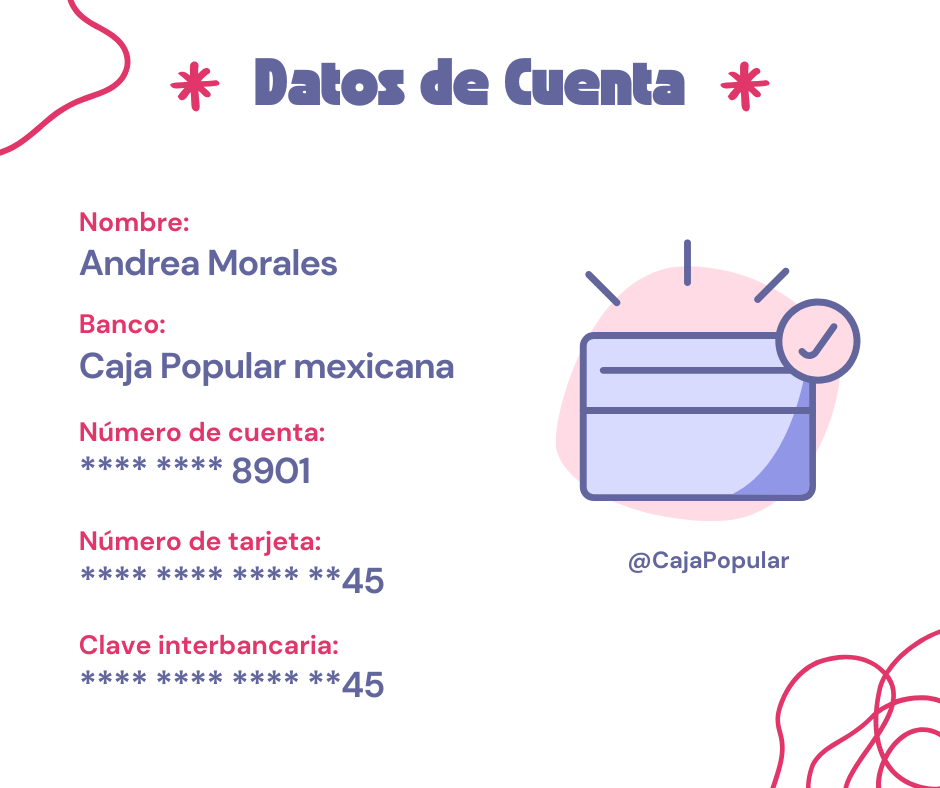 Datos de Cuenta
Nombre:
Andrea Morales
Banco:
Caja Popular mexicana
Número de cuenta:
**** **** 8901
Número de tarjeta:
**** **** **** **45
Clave interbancaria:
**** **** **** **45
@CajaPopular